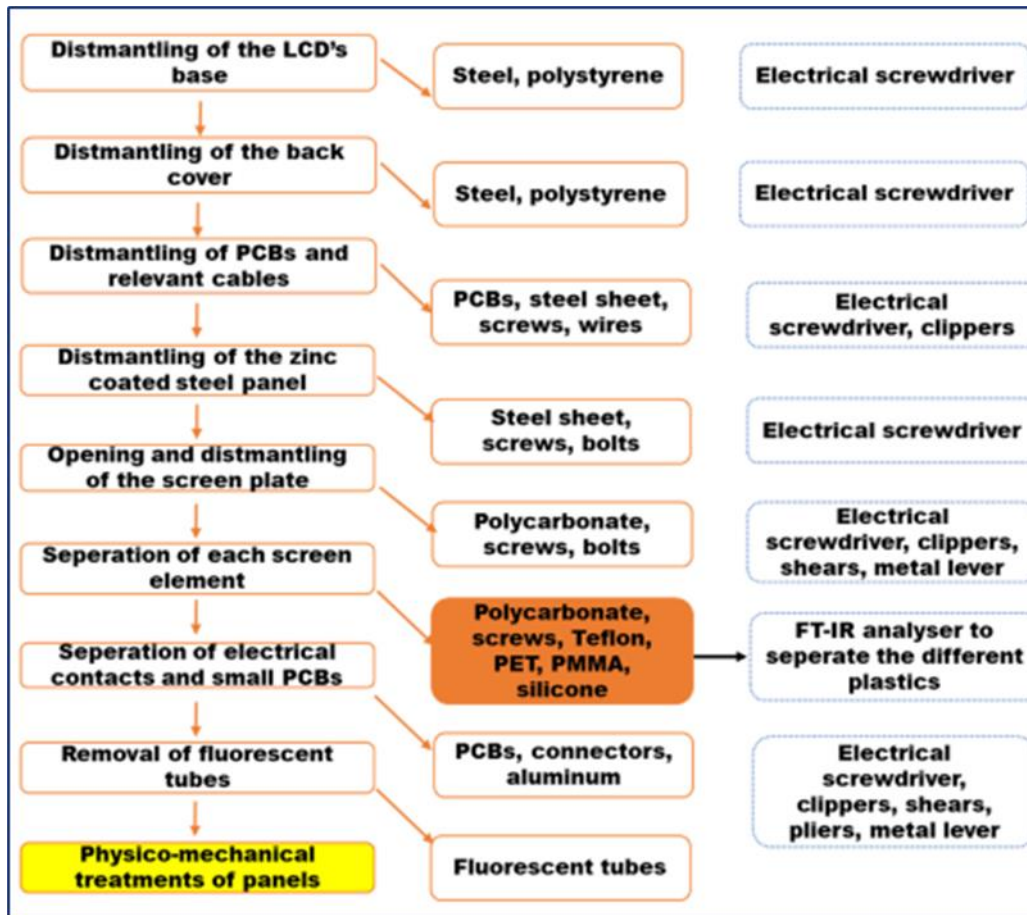 Distmantling of the LCD's
base
Steel, polystyrene
Electrical screwdriver
Distmantling of the back
cover
Steel, polystyrene
Electrical screwdriver
Distmantling of PCBs and
relevant cables
PCBs, steel sheet,
screws, wires
Electrical
screwdriver, clippers
Distmantling of the zinc
coated steel panel
Steel sheet,
screws, bolts
Electrical screwdriver
Opening and distmantling
of the screen plate
Polycarbonate,
screws, bolts
Electrical
screwdriver, clippers,
shears, metal lever
Seperation of each screen
element
Polycarbonate,
screws, Teflon,
PET, PMMA,
silicone
FT-IR analyser to
seperate the different
plastics
Seperation of electrical
contacts and small PCBs
PCBs, connectors,
aluminum
Electrical
screwdriver,
clippers, shears,
pliers, metal lever
Removal of fluorescent
tubes
Fluorescent tubes
Physico-mechanical
treatments of panels